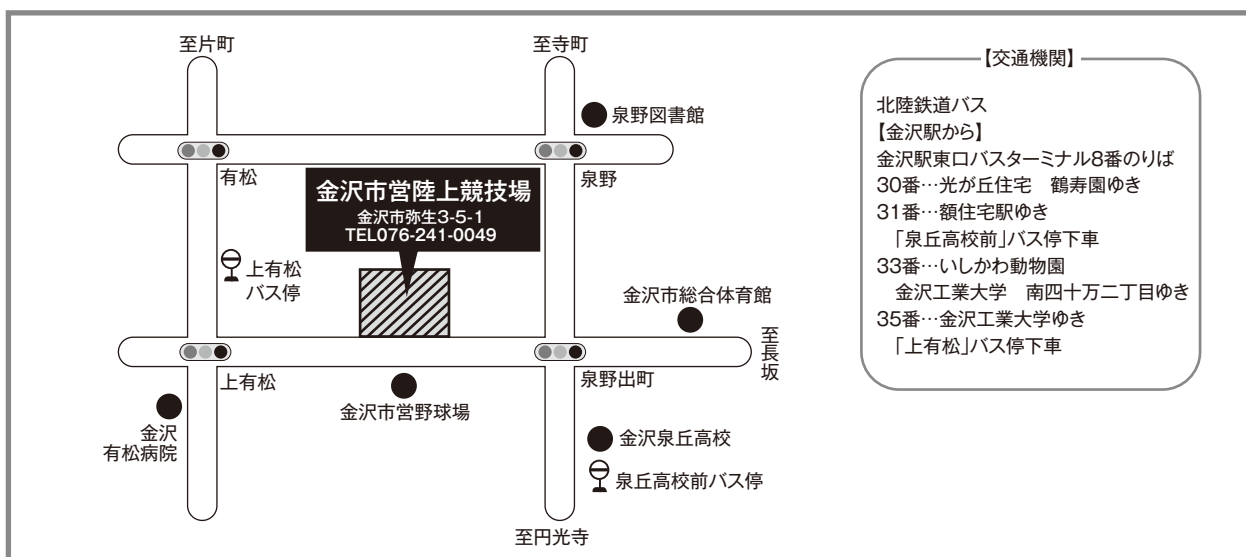 至片町
至寺町
泉野図書館
有松
泉野
金沢市営陸上競技場
金沢市弥生3-5-1
TEL076-241-0049
上有松
バス停
金沢市総合体育館
至長坂
上有松
泉野出町
金沢市営野球場
金沢
有松病院
金沢泉丘高校
泉丘高校前バス停
至円光寺
【交通機関】
北陸鉄道バス
【金沢駅から】
金沢駅東口バスターミナル8番のりば
30番…光が丘住宅　鶴寿園ゆき
31番…額住宅駅ゆき
「泉丘高校前」バス停下車
33番…いしかわ動物園
金沢工業大学　南四十万二丁目ゆき
35番…金沢工業大学ゆき
「上有松」バス停下車